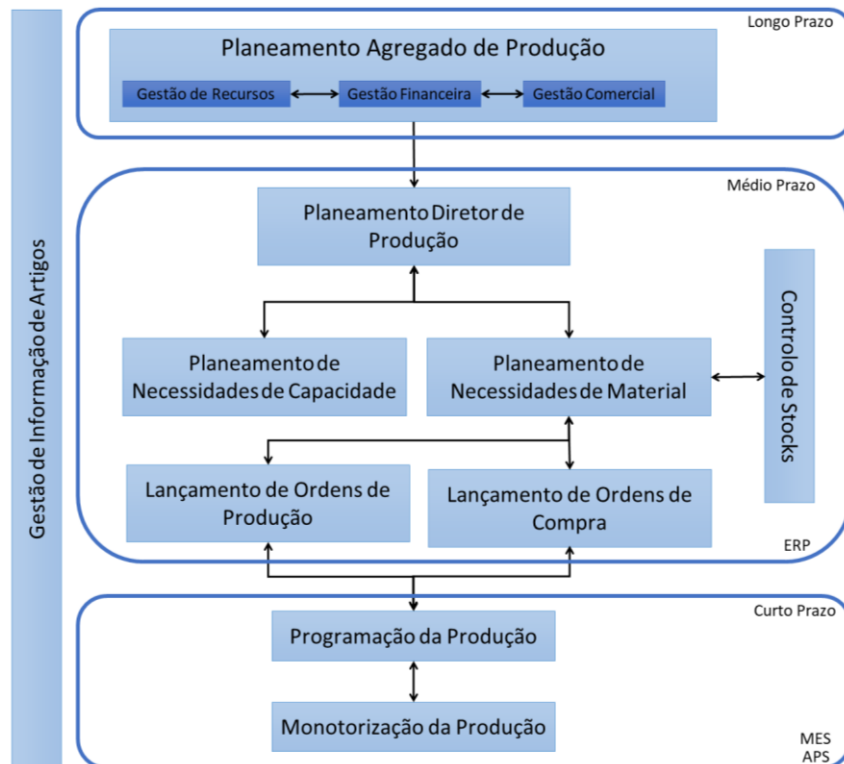 Gestão de Informação de Artigos
Longo Prazo
Planeamento Agregado de Produção
Gestão de Recursos
Gestão Financeira
Gestão Comercial
Médio Prazo
Planeamento Diretor de
Produção
Planeamento de
Necessidades de Capacidade
Planeamento de
Necessidades de Material
Controlo de Stocks
Lançamento de Ordens de
Produção
Lançamento de Ordens de
Compra
ERP
Curto Prazo
Programação da Produção
Monotorização da Produção
MES
APS